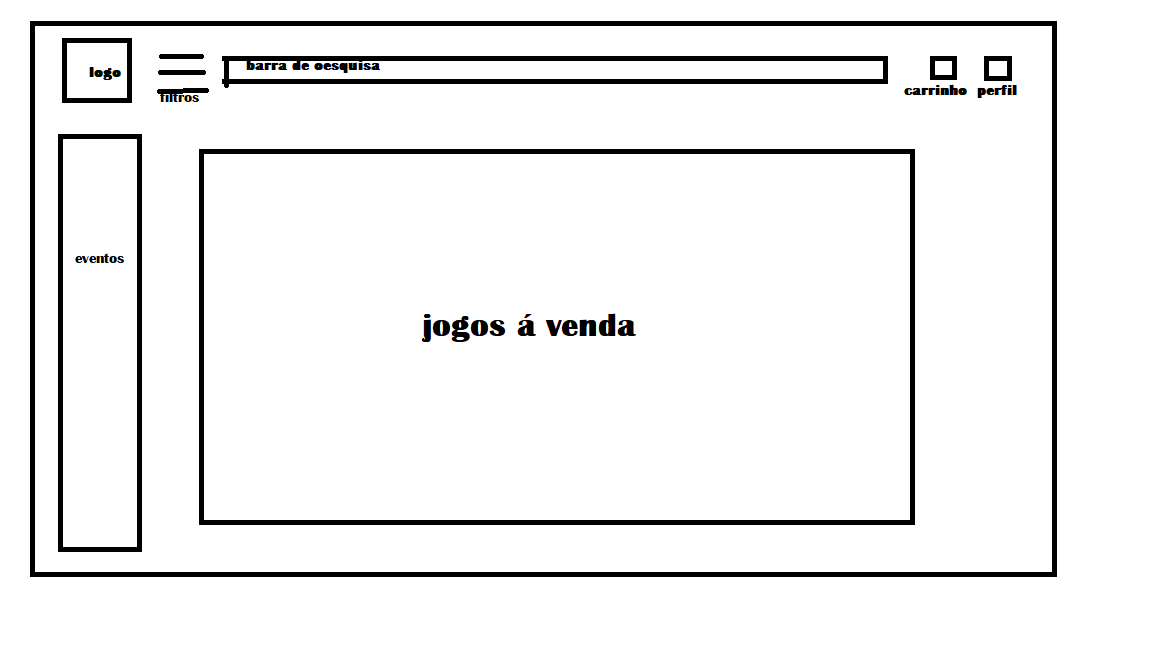 logo
barra de oesquisa
filtros
carrinho
perfil
eventos
jogos á venda